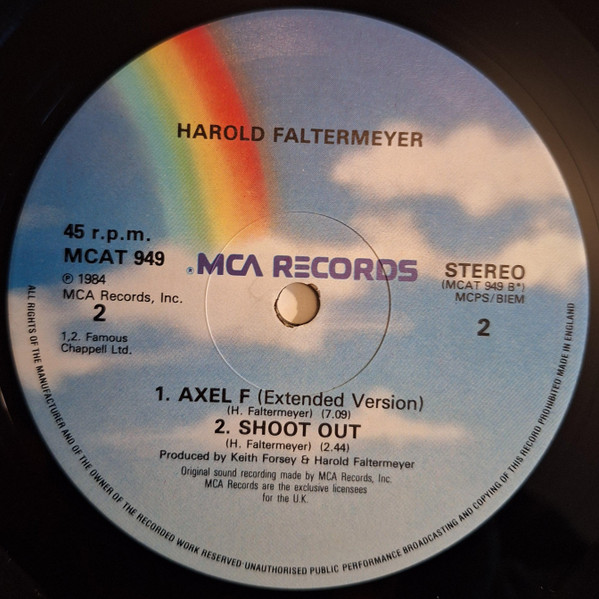 HAROLD FALTERMEYER
45 r.p.m.
MCAT 949
℗ 1984
MCA Records, Inc.
2
1,2. Famous
Chappell Ltd.
®MCA RECORDS
STEREO
(MCAT 949 B*)
MCPS/BIEM
2
1. AXEL F (Extended Version)
(H. Faltermeyer) (7.09)
2. SHOOT OUT
(H. Faltermeyer) (2.44)
Produced by Keith Forsey & Harold Faltermeyer
Original sound recording made by MCA Records, Inc.
MCA Records are the exclusive licensees
for the U.K.
ALL RIGHTS OF THE MANUFACTURER AND OF THE OWNER OF THE RECORDED WORK RESERVED UNAUTHORISED PUBLIC PERFORMANCE BROADCASTING AND COPYING OF THIS RECORD PROHIBITED MADE IN ENGLAND